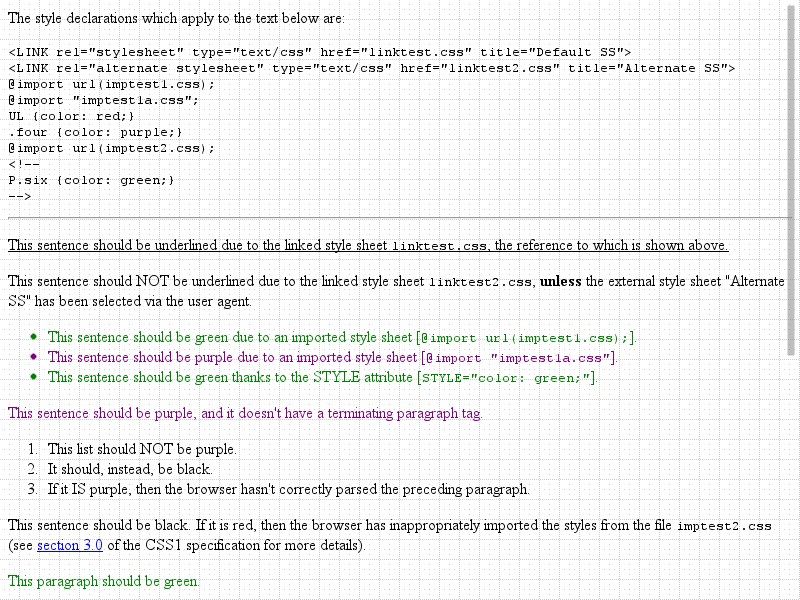 The style declarations which apply to the text below are:
<LINK rel="stylesheet" type="text/css" href="linktest.css" title="Default SS">
<LINK rel="alternate stylesheet" type="text/css" href="linktest2.css" title="Alternate SS">
@import url(imptest1.css);
@import "imptest1a.css";
UL {color: red;}
.four {color: purple;}
@import url(imptest2.css);
<!--
P.six {color: green;}
-->
This sentence should be underlined due to the linked style sheet linktest.css, the reference to which is shown above.
This sentence should NOT be underlined due to the linked style sheet linktest2.css, unless the external style sheet "Alternate
SS" has been selected via the user agent.
• This sentence should be green due to an imported style sheet [@import url(imptest1.css);].
• This sentence should be purple due to an imported style sheet [@import "imptest1a.css"].
• This sentence should be green thanks to the STYLE attribute [STYLE="color: green;"].
This sentence should be purple, and it doesn't have a terminating paragraph tag.
1. This list should NOT be purple.
2. It should, instead, be black.
3. If it IS purple, then the browser hasn't correctly parsed the preceding paragraph.
This sentence should be black. If it is red, then the browser has inappropriately imported the styles from the file imptest2.css
(see section 3.0 of the CSS1 specification for more details).
This paragraph should be green.